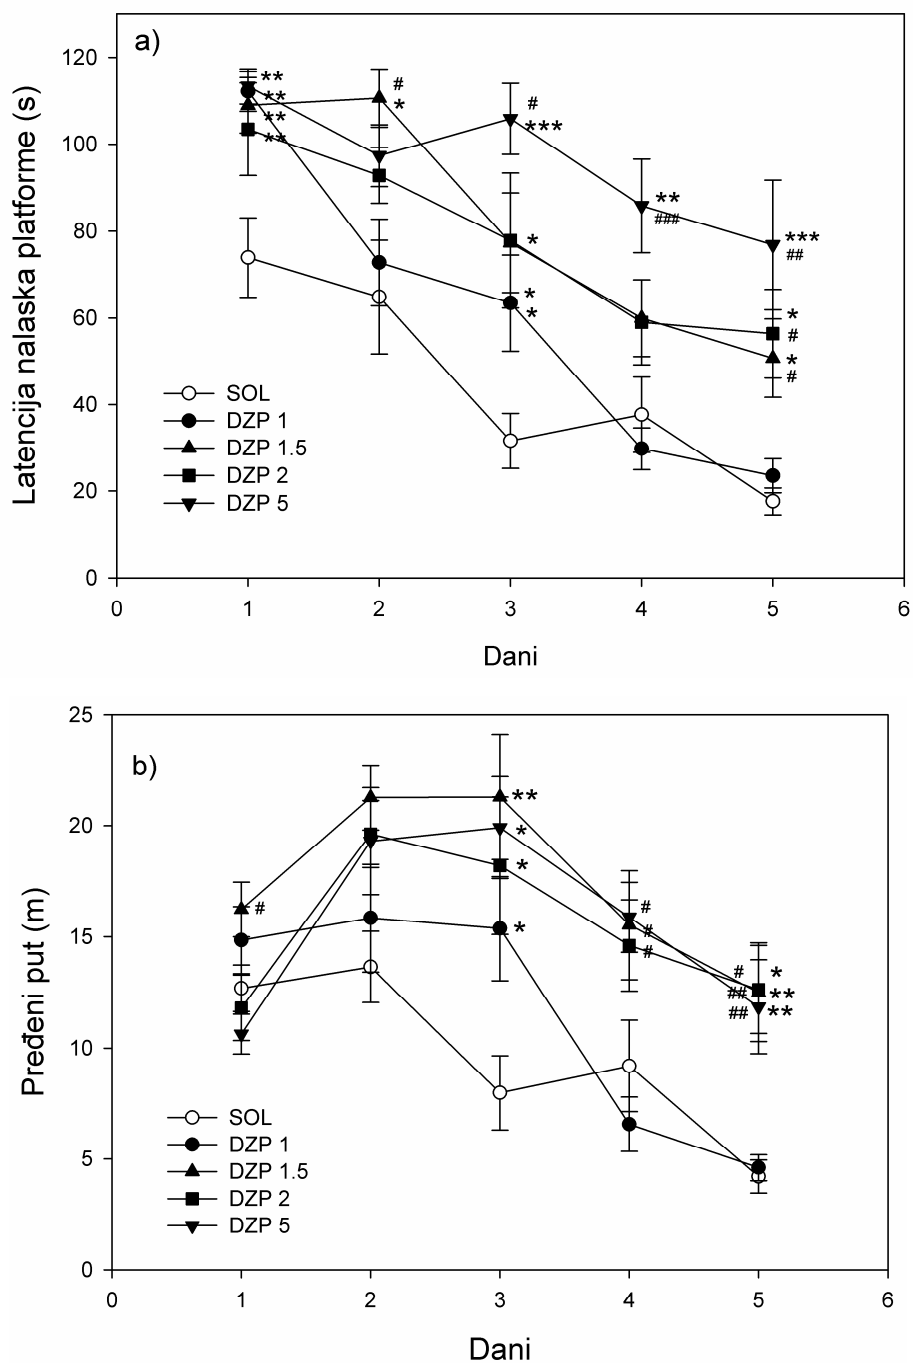 a)
Latencija nalaska platforme (s)
120
100
80
60
40
20
0
** 
**
**
**
#
*
#
***
*
*
*
**
###
***
##
*
#
*
#
SOL
DZP 1
DZP 1.5
DZP 2
DZP 5
0 1 2 3 4 5 6
Dani
b)
Pređeni put (m)
25
20
15
10
5
0
#
**
*
*
*
#
#
#
# *
## **
## **
SOL
DZP 1
DZP 1.5
DZP 2
DZP 5
0 1 2 3 4 5 6
Dani